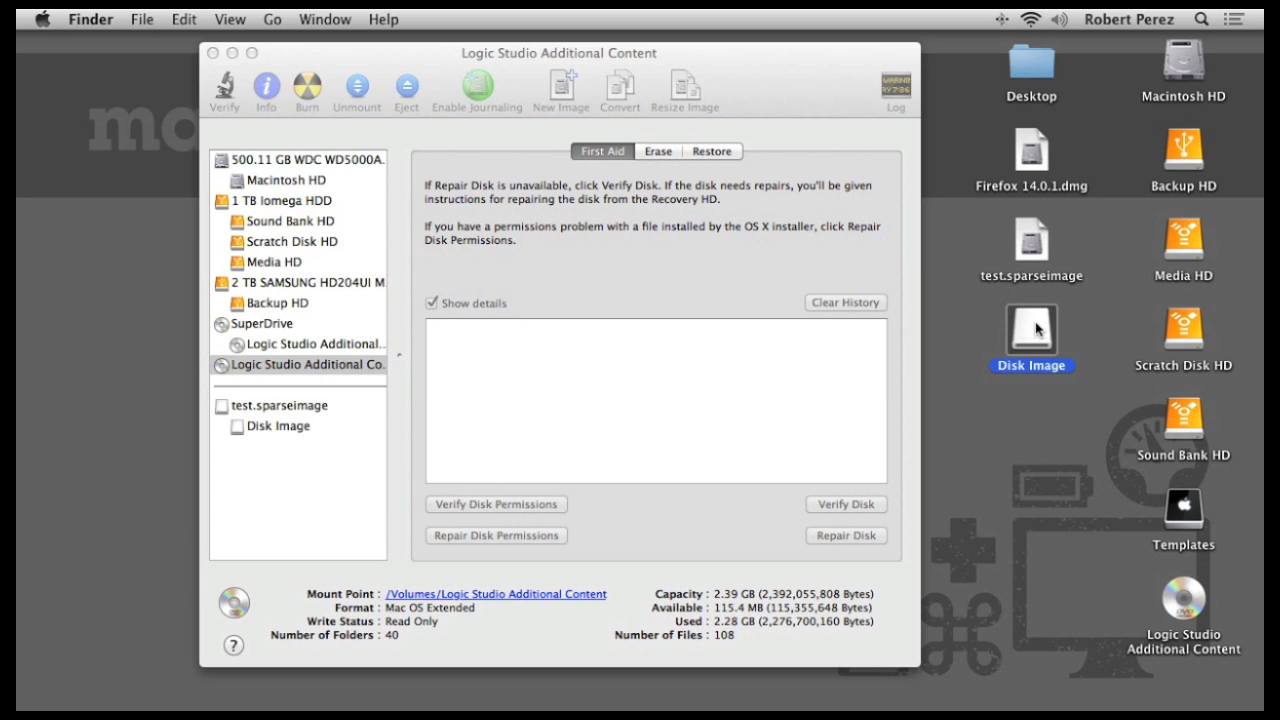 Finder File Edit View Go Window Help Robert Perez
Logic Studio Additional Content
Verify Info Burn Unmount Eject Enable Journaling New Image Convert Resize Image Log
500.11 GB WDC WD5000A.
Macintosh HD
1 TB Iomega HDD
Sound Bank HD
Scratch Disk HD
Media HD
2 TB SAMSUNG HD204UI M
Backup HD
SuperDrive
Logic Studio Additional..
Logic Studio Additional Co.
test.sparseimage
Disk Image
First Aid Erase Restore
If Repair Disk is unavailable, click Verify Disk. If the disk needs repairs, you'll be given
instructions for repairing the disk from the Recovery HD.
If you have a permissions problem with a file installed by the OS X installer, click Repair
Disk Permissions.
Show details Clear History
Verify Disk Permissions Verify Disk
Repair Disk Permissions Repair Disk
Mount Point : /Volumes/Logic Studio Additional Content
Format : Mac OS Extended
Write Status : Read Only
Number of Folders : 40
Capacity : 2.39 GB (2,392,055,808 Bytes)
Available : 115.4 MB (115,355,648 Bytes)
Used : 2.28 GB (2,276,700,160 Bytes)
Number of Files : 108
?
Desktop
Firefox 14.0.1.dmg
test.sparseimage
Disk Image
Macintosh HD
Backup HD
Media HD
Scratch Disk HD
Sound Bank HD
Templates
Logic Studio
Additional Content